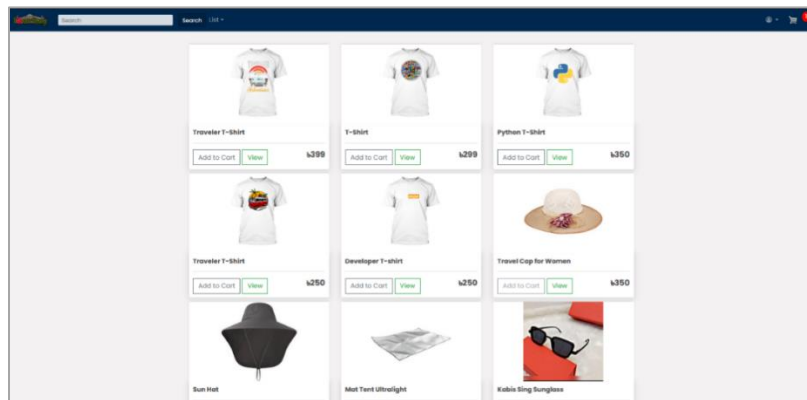 Search Search List
Traveler T-Shirt T-Shirt Python T-Shirt
Add to Cart View ৳399 Add to Cart View ৳299 Add to Cart View ৳350
Traveler T-Shirt Developer T-shirt Travel Cap for Women
Add to Cart View ৳250 Add to Cart View ৳250 Add to Cart View ৳350
Sun Hat Mat Tent Ultralight Kabix Sing Sunglass